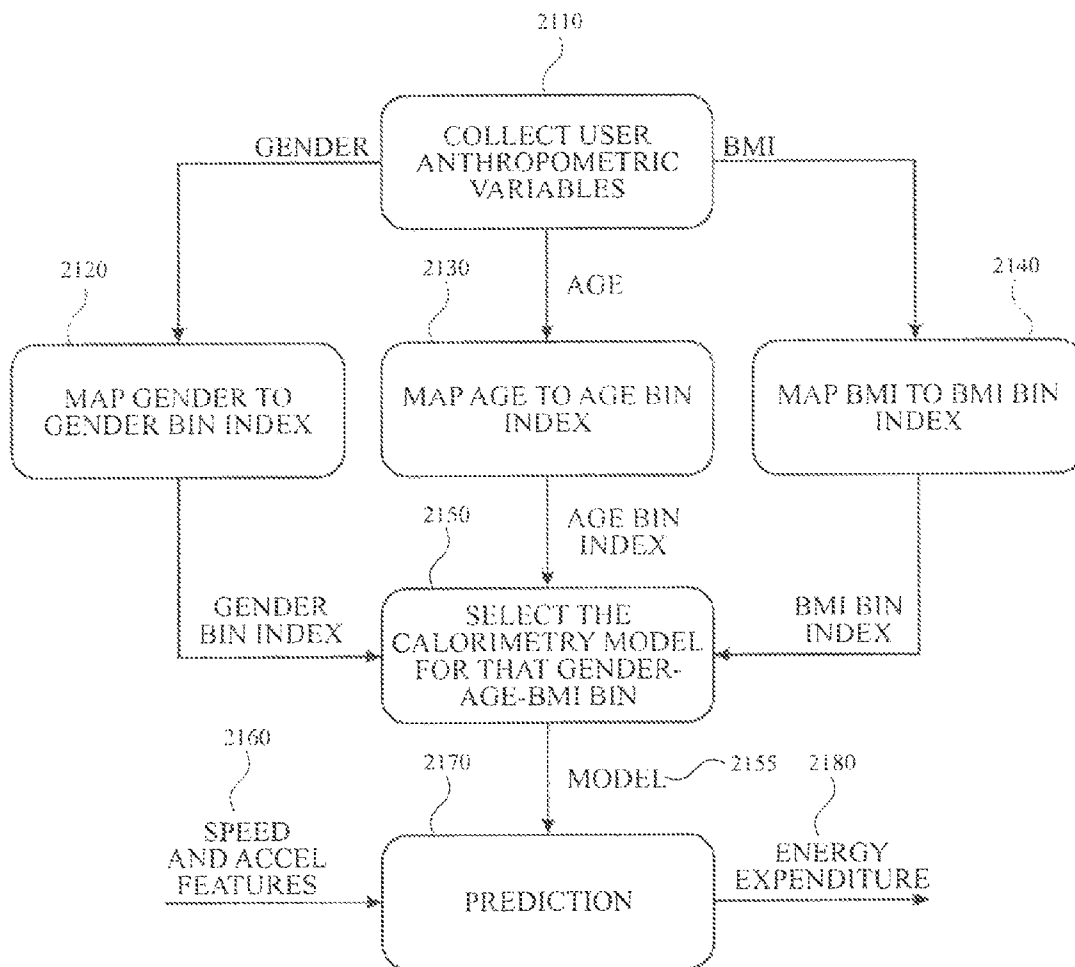 2110
COLLECT USER
ANTHROPOMETRIC
VARIABLES
GENDER
BMI
AGE
2120
2130
2140
MAP GENDER TO
GENDER BIN INDEX
MAP AGE TO AGE BIN
INDEX
MAP BMI TO BMI BIN
INDEX
2150
AGE BIN
INDEX
GENDER
BIN INDEX
SELECT THE
CALORIMETRY MODEL
FOR THAT GENDER-
AGE-BMI BIN
BMI BIN
INDEX
2160
2170
MODEL
2155
2180
SPEED
AND ACCEL
FEATURES
PREDICTION
ENERGY
EXPENDITURE